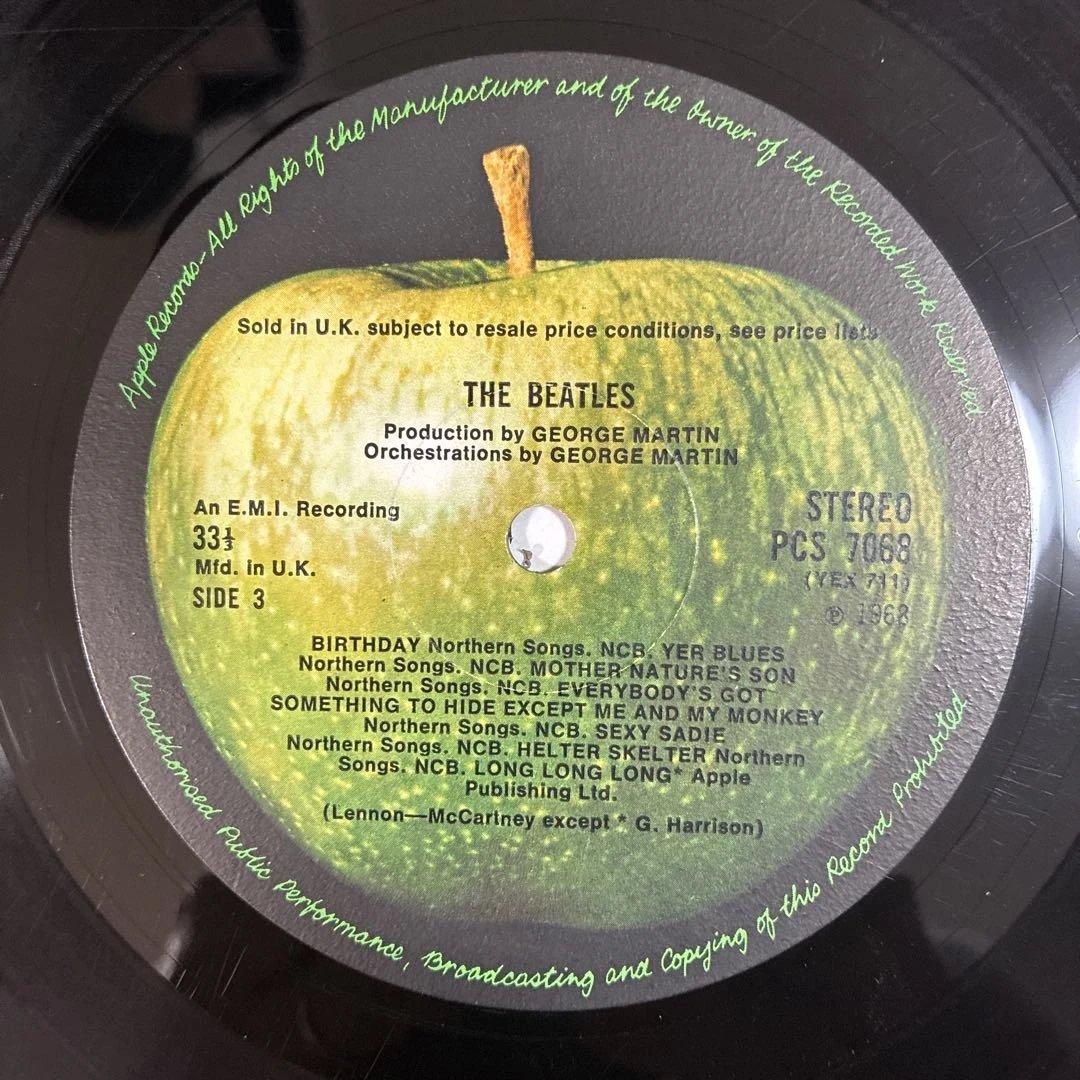 Apple Records-All Rights of the Manufacturer and of the Owner of the Recorded Work Reserved
Sold in U.K. subject to resale price conditions, see price lists
THE BEATLES
Production by GEORGE MARTIN
Orchestrations by GEORGE MARTIN
An E.M.I. Recording
33⅓
Mfd. in U.K.
SIDE 3
STEREO
PCS 7068
(YEX 711)
℗ 1968
BIRTHDAY Northern Songs. NCB. YER BLUES
Northern Songs. NCB. MOTHER NATURE'S SON
Northern Songs. NCB. EVERYBODY'S GOT
SOMETHING TO HIDE EXCEPT ME AND MY MONKEY
Northern Songs. NCB. SEXY SADIE
Northern Songs. NCB. HELTER SKELTER Northern
Songs. NCB. LONG LONG LONG* Apple
Publishing Ltd.
(Lennon—McCartney except * G. Harrison)
Unauthorised Public Performance, Broadcasting and Copying of this Record Prohibited